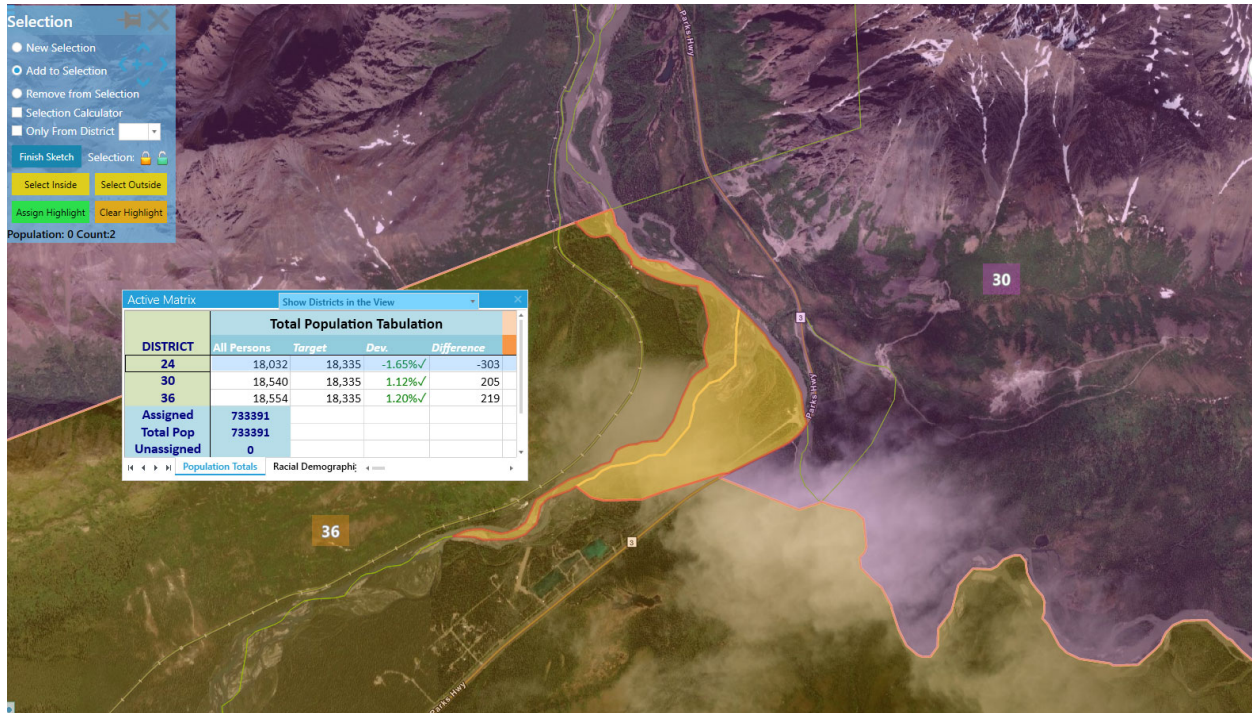 Selection
New Selection
Add to Selection
Remove from Selection
Selection Calculator
Only From District
Finish Sketch Selection:
Select Inside Select Outside
Assign Highlight Clear Highlight
Population: 0 Count:2
Parks Hwy
30
3
Parks Hwy
Active Matrix Show Districts in the View
Total Population Tabulation
DISTRICT All Persons Target Dev. Difference
24 18,032 18,335 -1.65%✓ -303
30 18,540 18,335 1.12%✓ 205
36 18,554 18,335 1.20%✓ 219
Assigned 733391
Total Pop 733391
Unassigned 0
Population Totals Racial Demographi
36
3
Parks Hwy